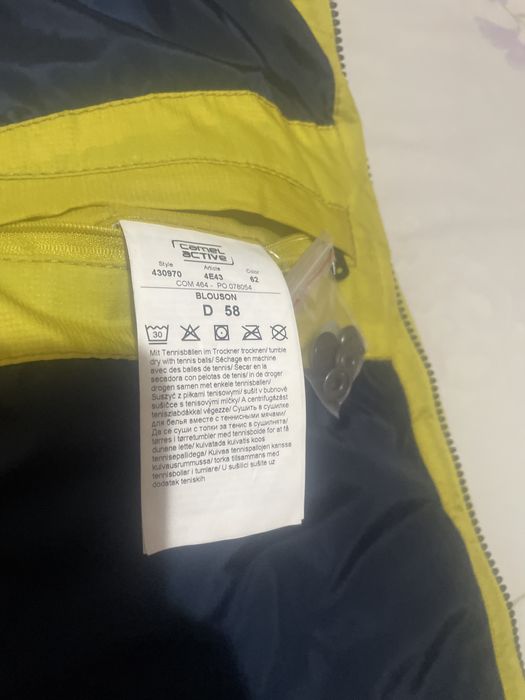 camel active
Style Article Color
430970 4E43 62
COM 464 - PO 078054
BLOUSON
D 58
30
Mit Tennisbällen im Trockner trocknen/ tumble
dry with tennis balls/ Séchage en machine
avec des balles de tennis/ Secar en la
secadora con pelotas de tenis/ in de droger
drogen samen met enkele tennisballen/
Suszyć z piłkami tenisowymi/ sušit v bubnové
sušičce s tenisovými míčky/ A centrifugázást
teniszlabdákkal végezze/ Сушить в сушилке
для белья вместе с теннисными мячами/
Да се суши с топки за тенис в сушилнята/
tørres i tørretumbler med tennisbolde for at få
dunene lette/ kuivatada kuivatis koos
tennisepallidega/ Kuivaa tennispallojen kanssa
kuivausrummussa/ torka tillsammans med
tennisbollar i tumlare/ U sušilici sušite uz
dodatak teniskih